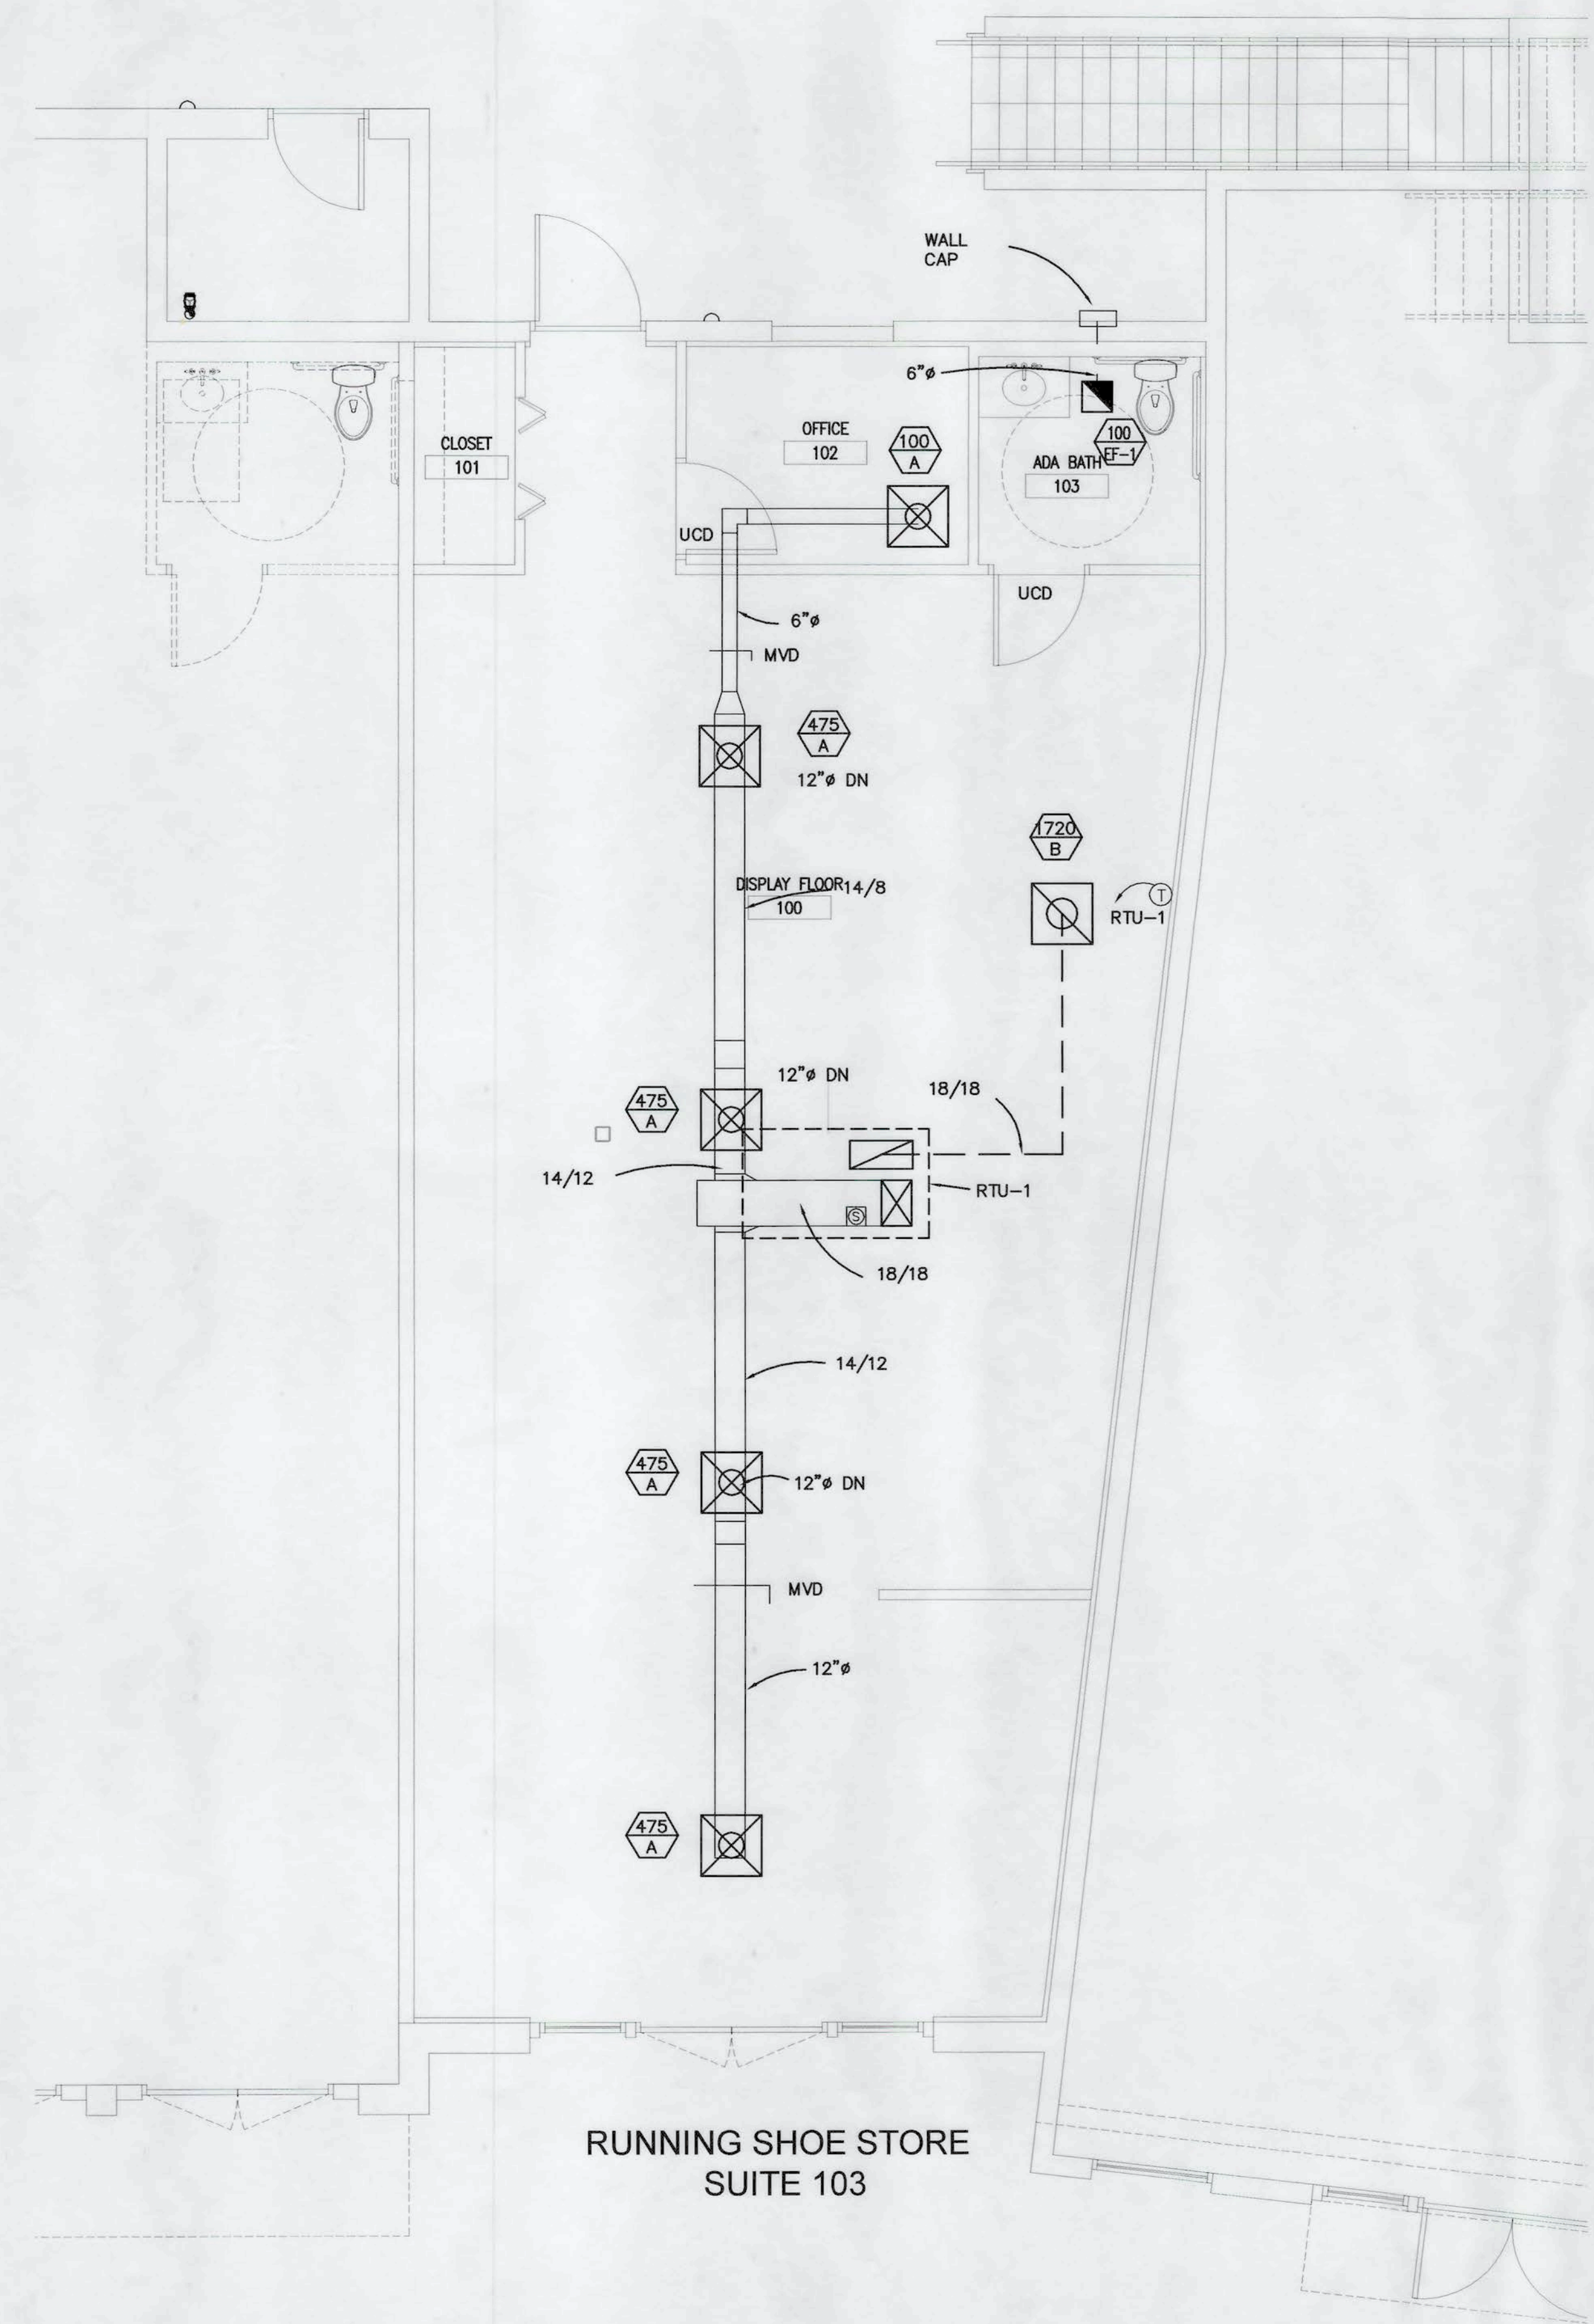 WALL
CAP
6"ø
OFFICE
102
100
A
100
EF-1
CLOSET
101
ADA BATH
103
UCD
UCD
6"ø
MVD
475
A
12"ø DN
1720
B
DISPLAY FLOOR
14/8
100
T
RTU-1
12"ø DN
18/18
475
A
14/12
RTU-1
S
18/18
14/12
475
A
12"ø DN
MVD
12"ø
475
A
RUNNING SHOE STORE
SUITE 103